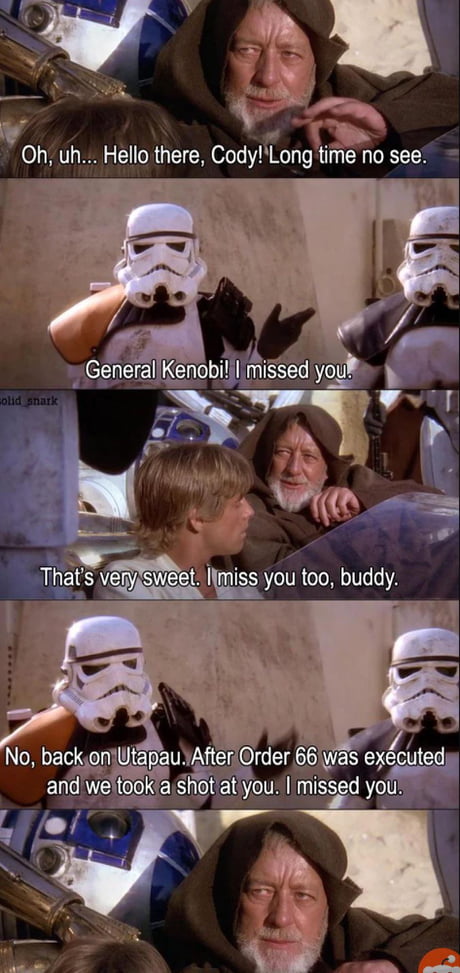 Oh, uh... Hello there, Cody! Long time no see.
General Kenobi! I missed you.
olid_snark
That's very sweet. I miss you too, buddy.
No, back on Utapau. After Order 66 was executed
and we took a shot at you. I missed you.